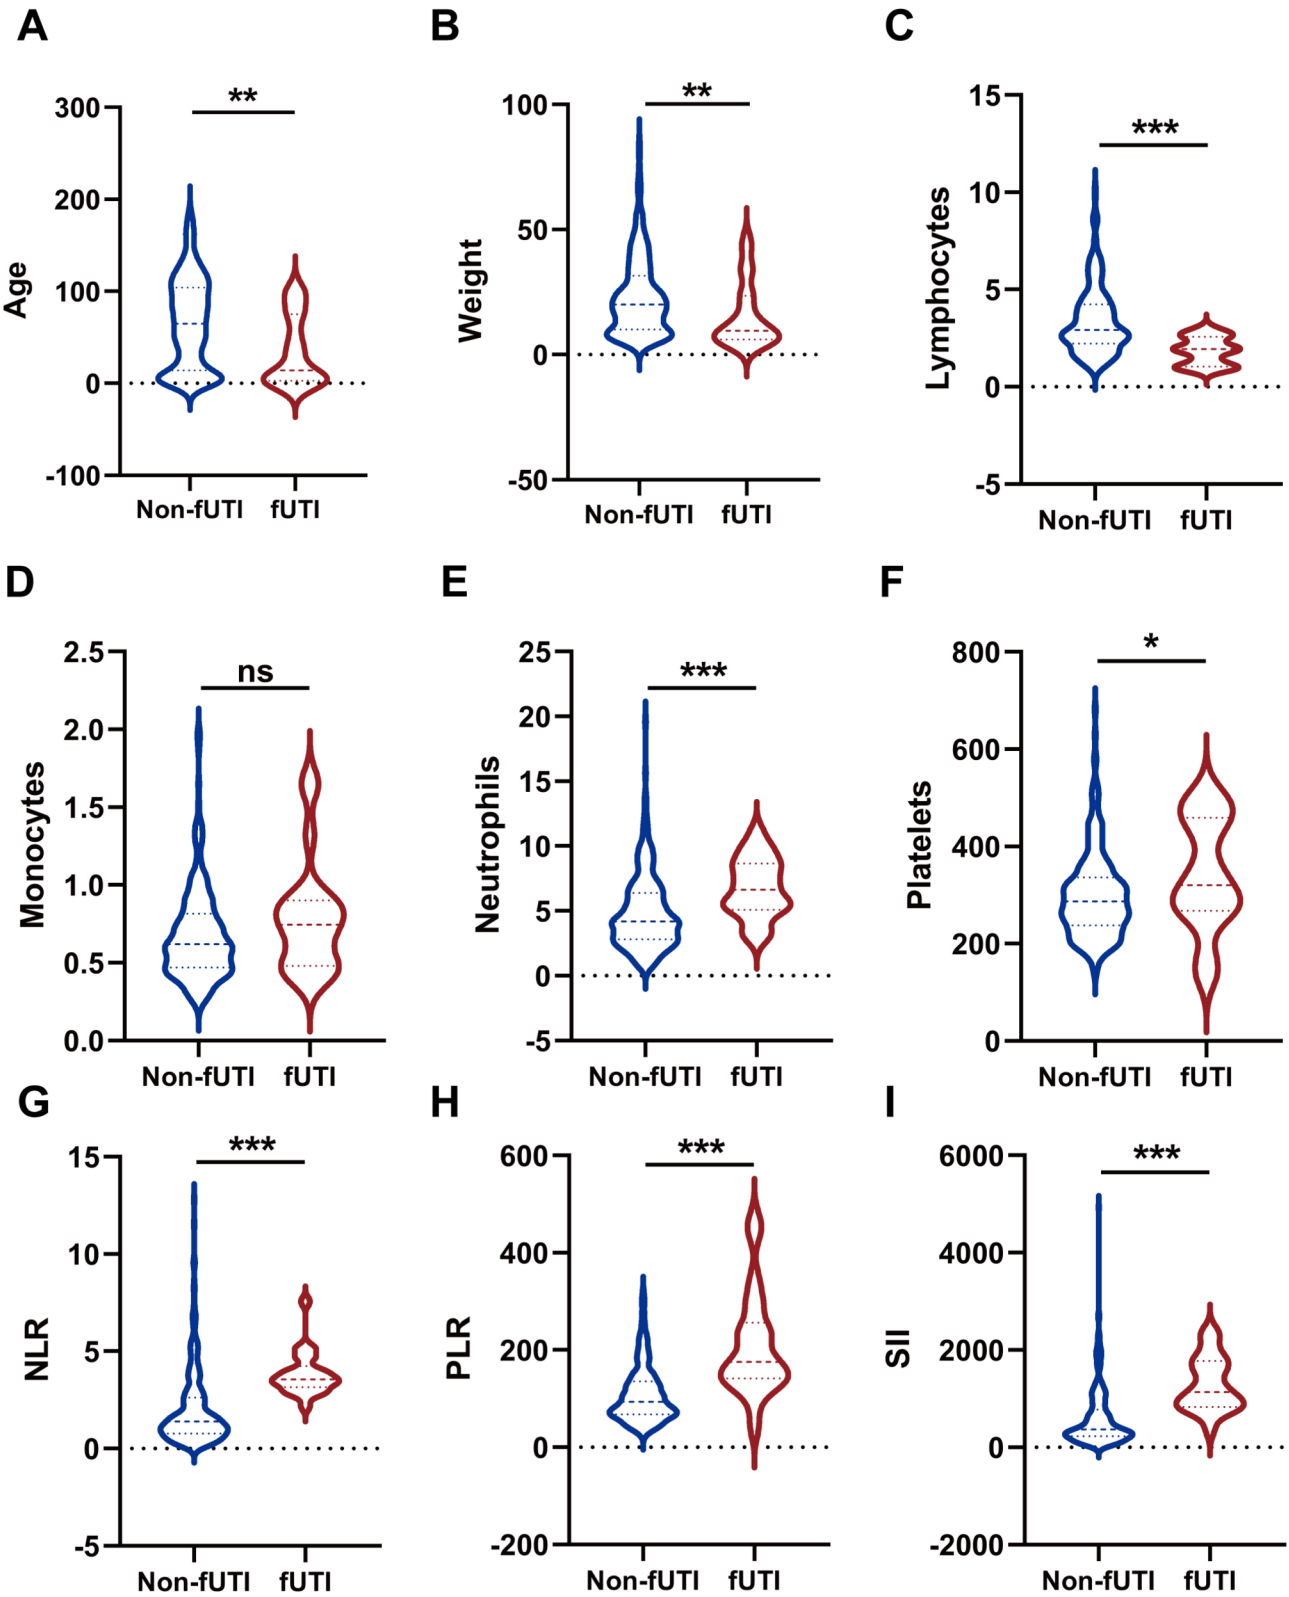 A
B
C
300
200
100
0
-100
Age
**
Non-fUTI fUTI
100
50
0
-50
Weight
**
Non-fUTI fUTI
15
10
5
0
-5
Lymphocytes
***
Non-fUTI fUTI
D
E
F
2.5
2.0
1.5
1.0
0.5
0.0
Monocytes
ns
Non-fUTI fUTI
25
20
15
10
5
0
-5
Neutrophils
***
Non-fUTI fUTI
800
600
400
200
0
Platelets
*
Non-fUTI fUTI
G
H
I
15
10
5
0
-5
NLR
***
Non-fUTI fUTI
600
400
200
0
-200
PLR
***
Non-fUTI fUTI
6000
4000
2000
0
-2000
SII
***
Non-fUTI fUTI